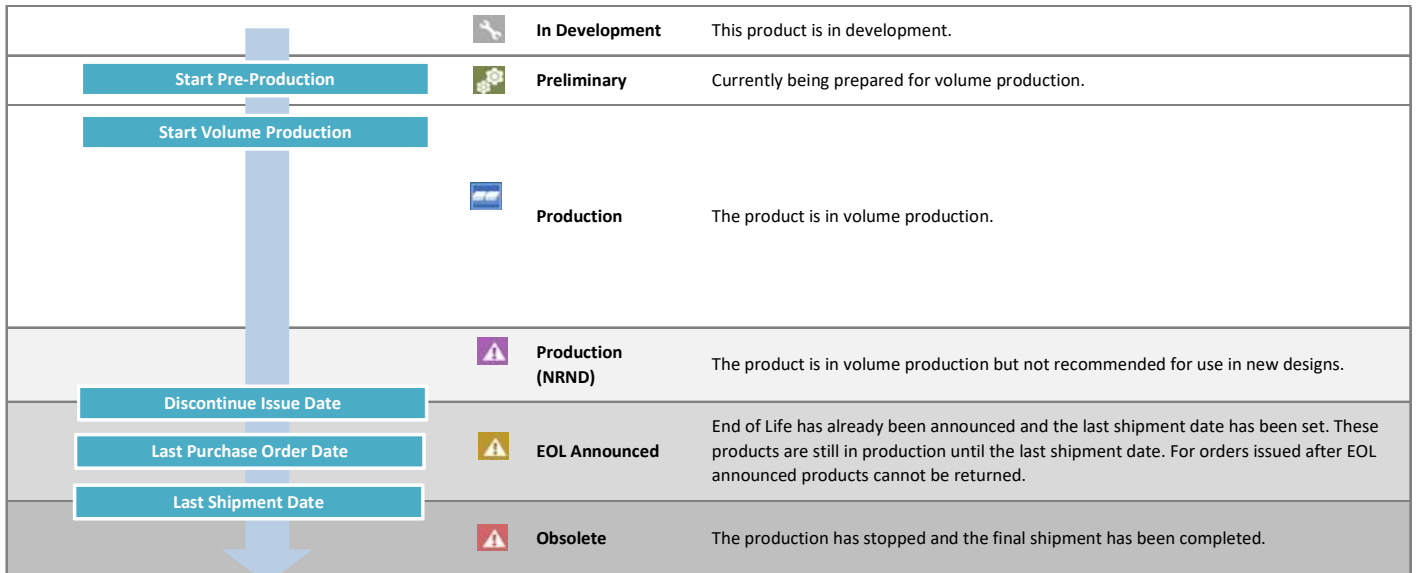 In Development This product is in development.
Start Pre-Production Preliminary Currently being prepared for volume production.
Start Volume Production
Production The product is in volume production.
Production
(NRND) The product is in volume production but not recommended for use in new designs.
Discontinue Issue Date
Last Purchase Order Date EOL Announced End of Life has already been announced and the last shipment date has been set. These
products are still in production until the last shipment date. For orders issued after EOL
announced products cannot be returned.
Last Shipment Date
Obsolete The production has stopped and the final shipment has been completed.